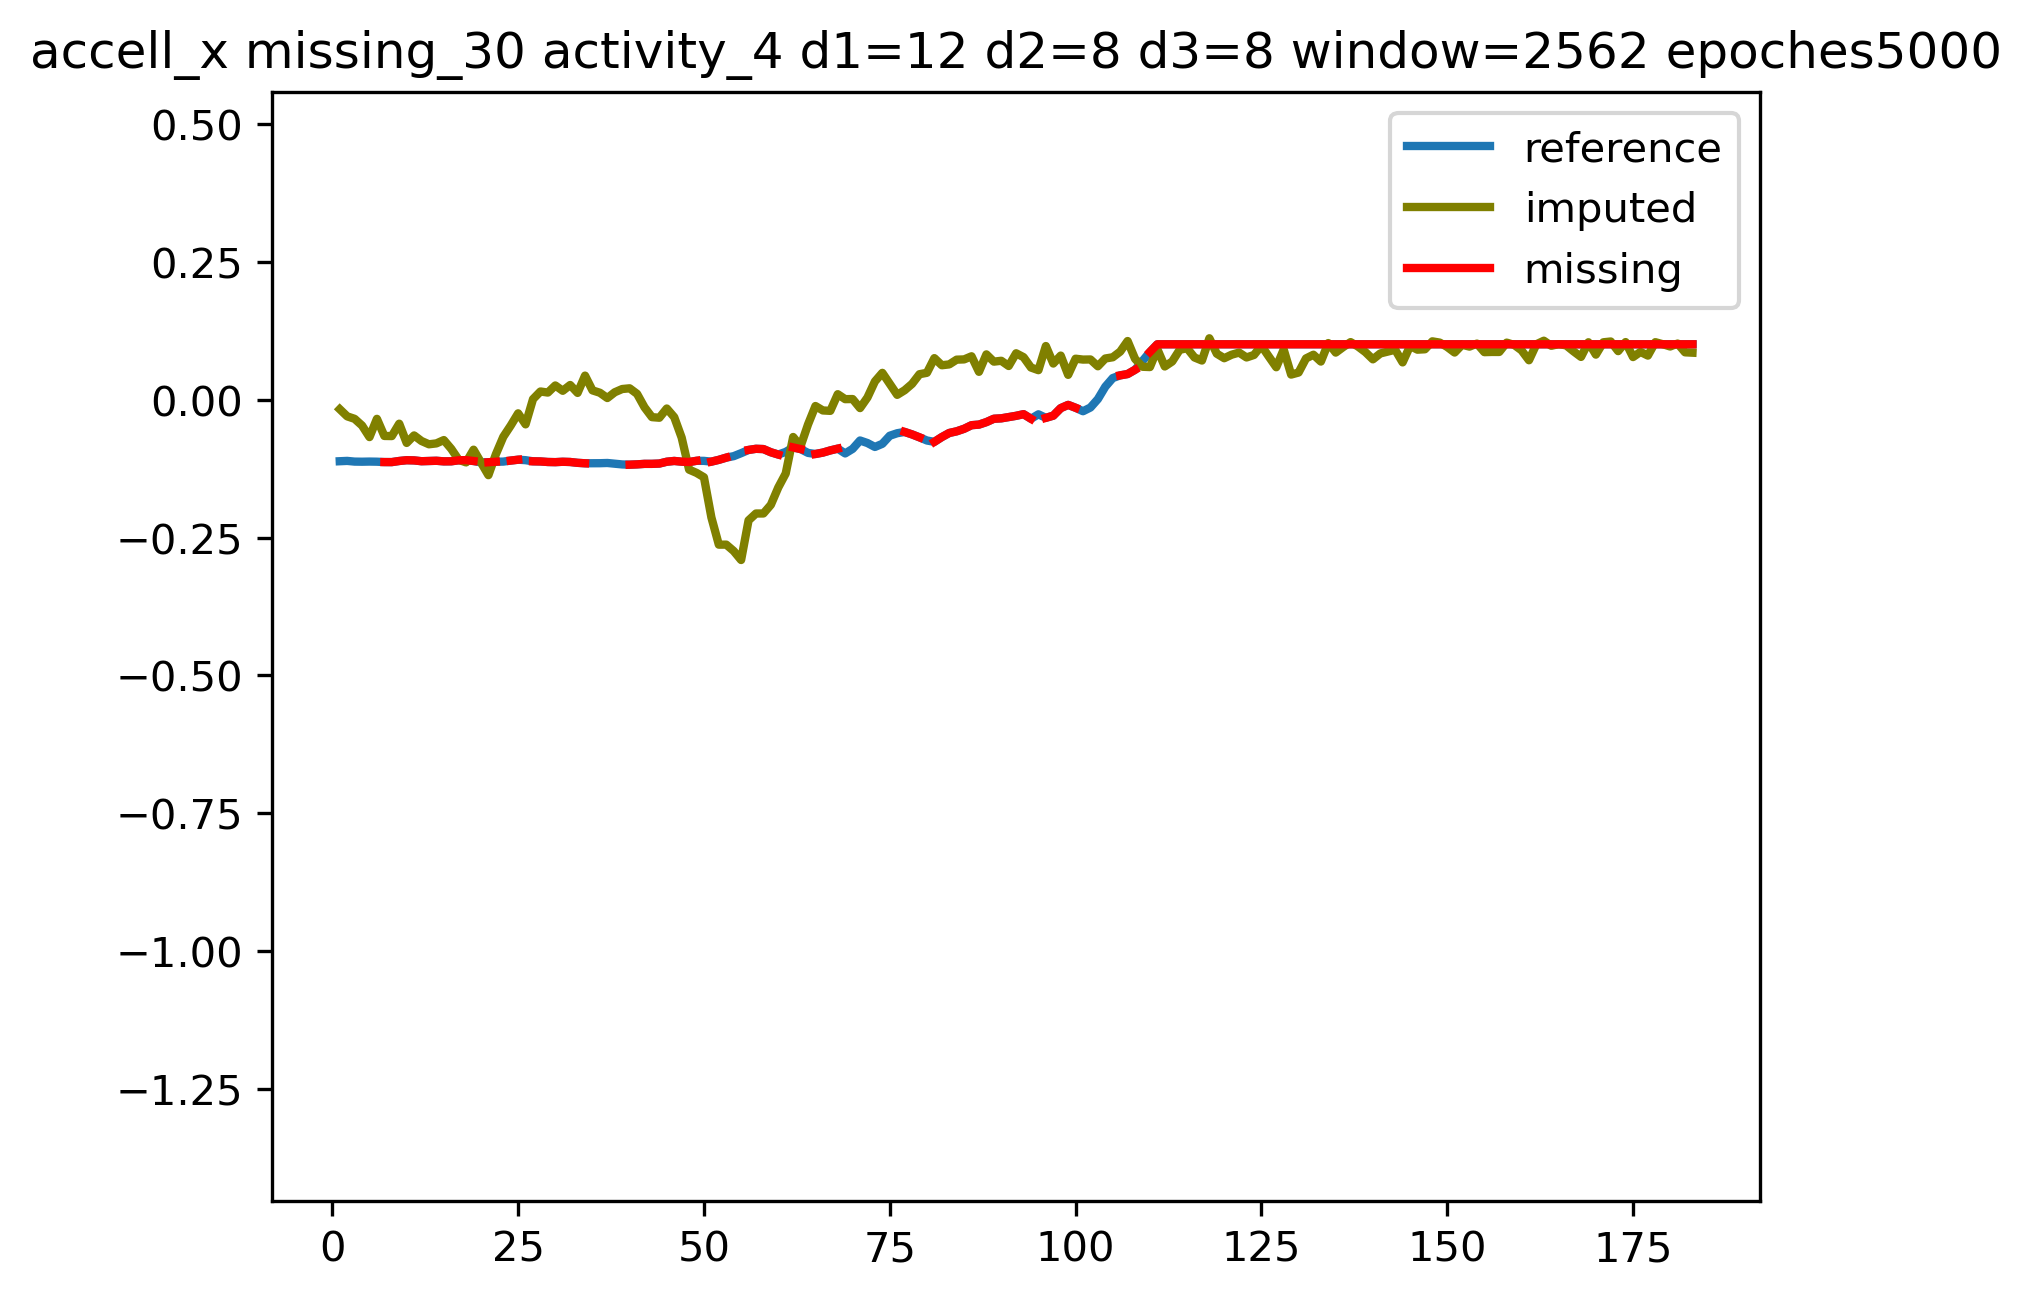 accell_x missing_30 activity_4 d1=12 d2=8 d3=8 window=2562 epoches5000
reference
imputed
missing
0.50
0.25
0.00
−0.25
−0.50
−0.75
−1.00
−1.25
0 25 50 75 100 125 150 175